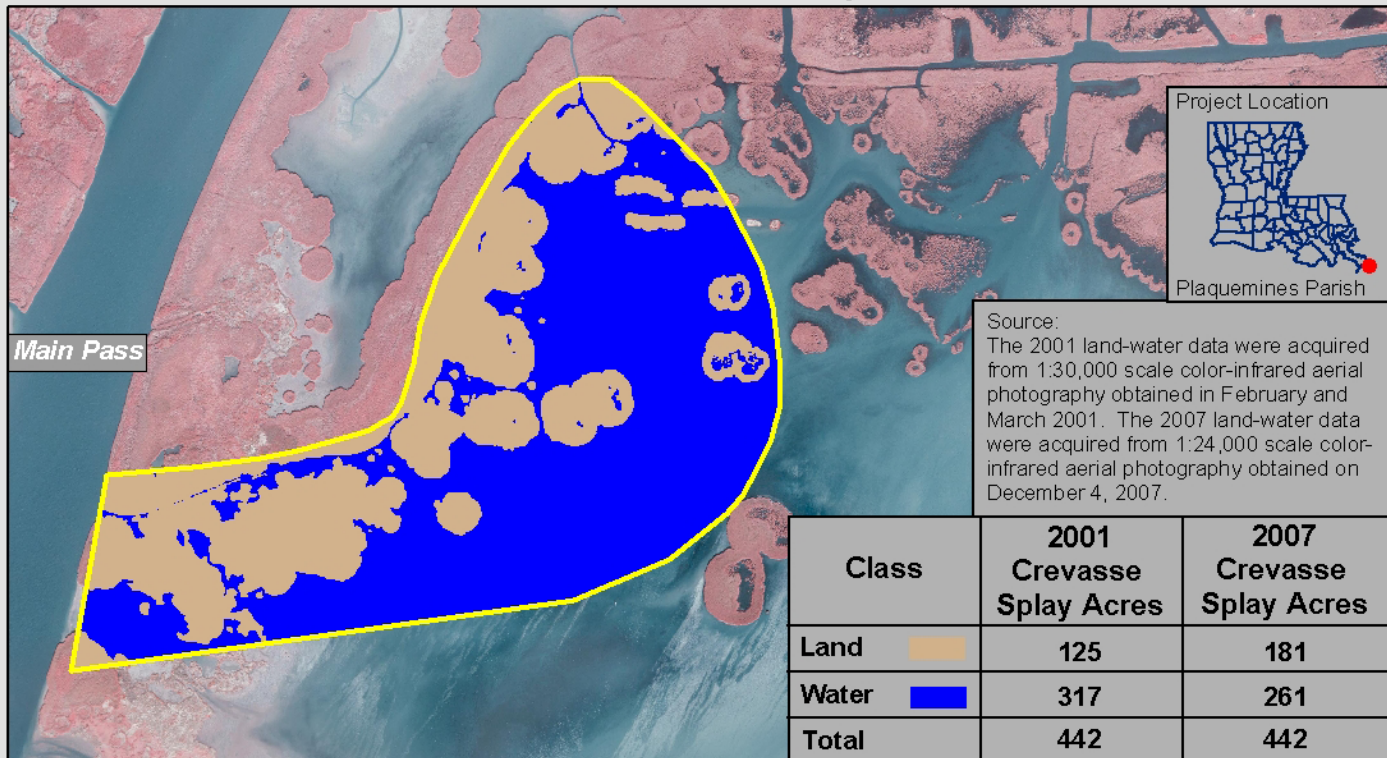 Project Location
Plaquemines Parish
Main Pass
Source:
The 2001 land-water data were acquired
from 1:30,000 scale color-infrared aerial
photography obtained in February and
March 2001.  The 2007 land-water data
were acquired from 1:24,000 scale color-
infrared aerial photography obtained on
December 4, 2007.
Class
2001
Crevasse
Splay Acres
2007
Crevasse
Splay Acres
Land 125 181
Water 317 261
Total 442 442